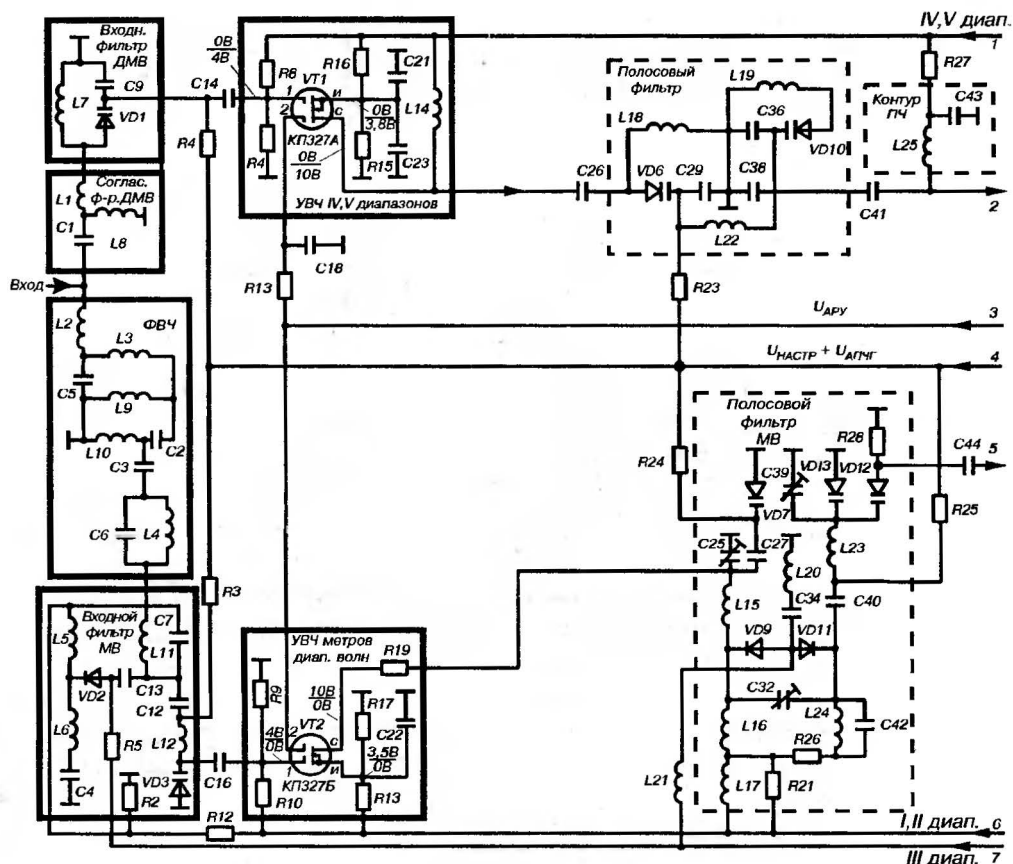 Входн.
фильтр
ДМВ
C9
L7
VD1
C14
R4
L1
Соглас.
ф-р.ДМВ
C1
L8
Вход
0В
4В
R6
VT1
R16
C21
1
и
2
с
L14
КП327А
0В
3,8В
R4
0В
10В
R15
C23
УВЧ IV,V диапазонов
C18
R13
IV,V диап.
1
R27
Полосовый
фильтр
L19
Контур
ПЧ
C43
L18
C36
VD10
L25
C26
VD6
C29
C38
C41
2
L22
R23
UАРУ
3
UНАСТР + UАПЧГ
4
L2
ФВЧ
L3
C5
L9
L10
C2
C3
C6
L4
R3
R24
Полосовой
фильтр
МВ
R28
C44
5
C39
VD13
VD12
VD7
R25
C25
C27
L20
L23
L15
C34
C40
VD9
VD11
C32
L16
L24
C42
R26
L17
R21
L21
Входной
фильтр
МВ
C7
L5
L11
VD2
C13
C12
L6
R5
L12
C4
R2
VD3
C16
R12
УВЧ метров
диап. волн
R19
R9
10В
0В
R17
4В
0В
2
с
C22
VT2
1
и
3,5В
0В
КП327Б
R10
R13
I,II диап.
6
III диап.
7